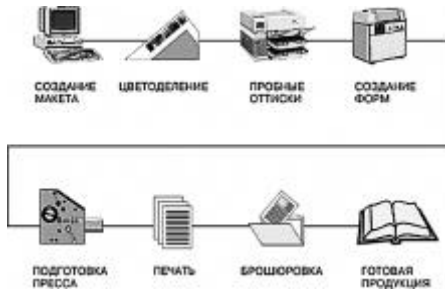 СОЗДАНИЕ
МАКЕТА
ЦВЕТОДЕЛЕНИЕ
ПРОБНЫЕ
ОТТИСКИ
СОЗДАНИЕ
ФОРМ
ПОДГОТОВКА
ПРЕССА
ПЕЧАТЬ
БРОШЮРОВКА
ГОТОВАЯ
ПРОДУКЦИЯ